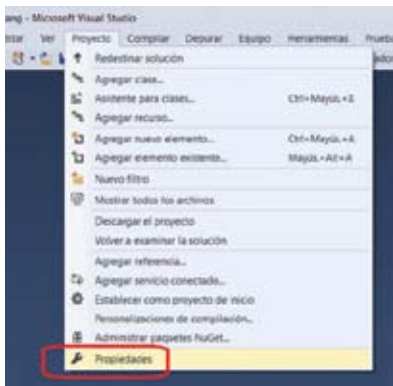 ang - Microsoft Visual Studio
Ver Proyecto Compilar Depurar Equipo Herramientas
Redestinar solución
Agregar clase...
Asistente para clases... Ctrl+Mayús.+X
Agregar recurso...
Agregar nuevo elemento... Ctrl+Mayús.+A
Agregar elemento existente... Mayús.+Alt+A
Nuevo filtro
Mostrar todos los archivos
Descargar el proyecto
Volver a examinar la solución
Agregar referencia...
Agregar servicio conectado...
Establecer como proyecto de inicio
Personalizaciones de compilación...
Administrar paquetes NuGet...
Propiedades